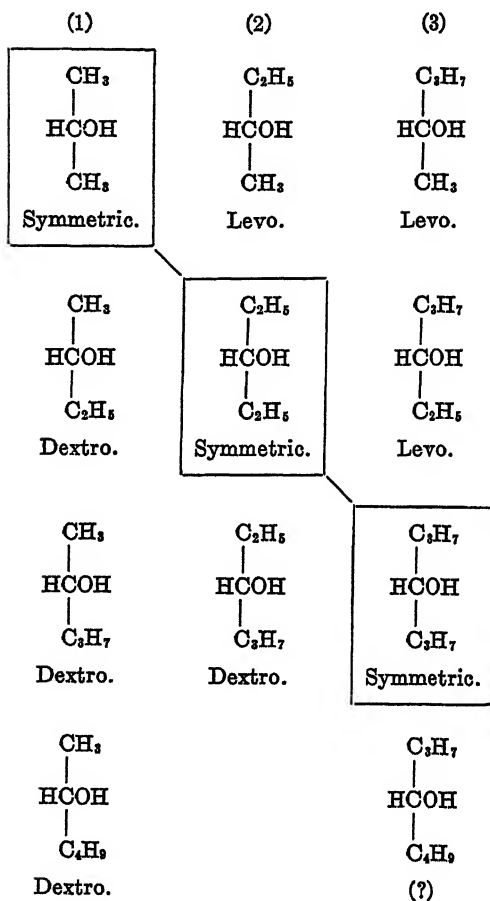 (1) (2) (3)
CH₃ C₂H₅ C₃H₇
HCOH HCOH HCOH
CH₃ CH₃ CH₃
Symmetric. Levo. Levo.
CH₃ C₂H₅ C₃H₇
HCOH HCOH HCOH
C₂H₅ C₂H₅ C₂H₅
Dextro. Symmetric. Levo.
CH₃ C₂H₅ C₃H₇
HCOH HCOH HCOH
C₃H₇ C₃H₇ C₃H₇
Dextro. Dextro. Symmetric.
CH₃ C₃H₇
HCOH HCOH
C₄H₉ C₄H₉
Dextro. (?)